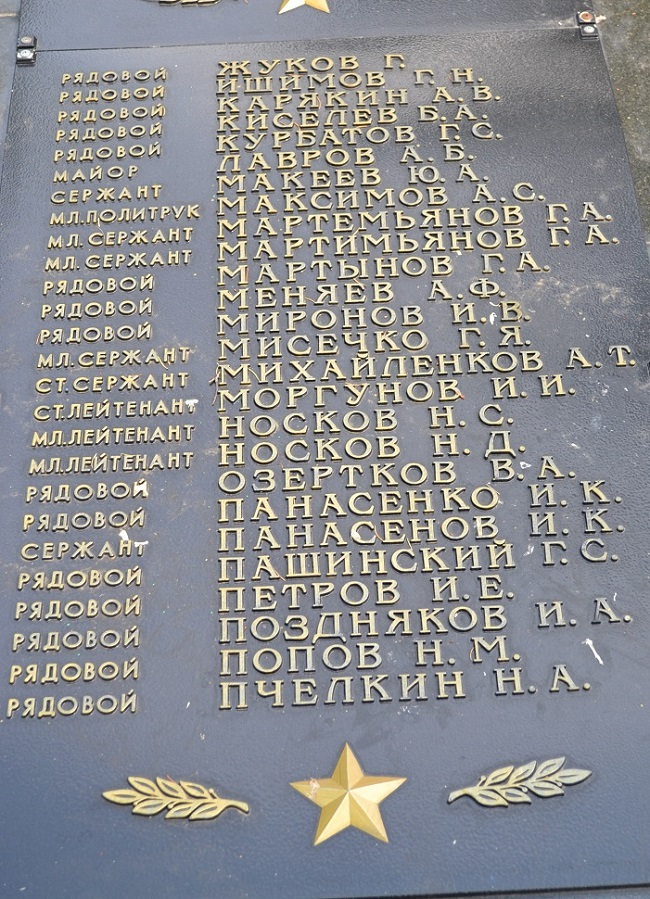 РЯДОВОЙ ЖУКОВ Г.
РЯДОВОЙ ИШИМОВ Г. Н.
РЯДОВОЙ КАРЯКИН А. В.
РЯДОВОЙ КИСЕЛЕВ Б. А.
РЯДОВОЙ КУРБАТОВ Г. С.
МАЙОР ЛАВРОВ А. Б.
СЕРЖАНТ МАКЕЕВ Ю. А.
МЛ.ПОЛИТРУК МАКСИМОВ А. С.
МЛ. СЕРЖАНТ МАРТЕМЬЯНОВ Г. А.
МЛ. СЕРЖАНТ МАРТИМЬЯНОВ Г. А.
РЯДОВОЙ МАРТЫНОВ Г. А.
РЯДОВОЙ МЕНЯЕВ А. Ф.
РЯДОВОЙ МИРОНОВ И. В.
МЛ.СЕРЖАНТ МИСЕЧКО Г. Я.
СТ.СЕРЖАНТ МИХАЙЛЕНКОВ А. Т.
СТ.ЛЕЙТЕНАНТ МОРГУНОВ И. И.
МЛ.ЛЕЙТЕНАНТ НОСКОВ Н. С.
МЛ.ЛЕЙТЕНАНТ НОСКОВ Н. Д.
РЯДОВОЙ ОЗЕРТКОВ В. А.
РЯДОВОЙ ПАНАСЕНКО И. К.
СЕРЖАНТ ПАНАСЕНОВ И. К.
РЯДОВОЙ ПАШИНСКИЙ Г. С.
РЯДОВОЙ ПЕТРОВ И. Е.
РЯДОВОЙ ПОЗДНЯКОВ И. А.
РЯДОВОЙ ПОПОВ Н. М.
РЯДОВОЙ ПЧЕЛКИН Н. А.